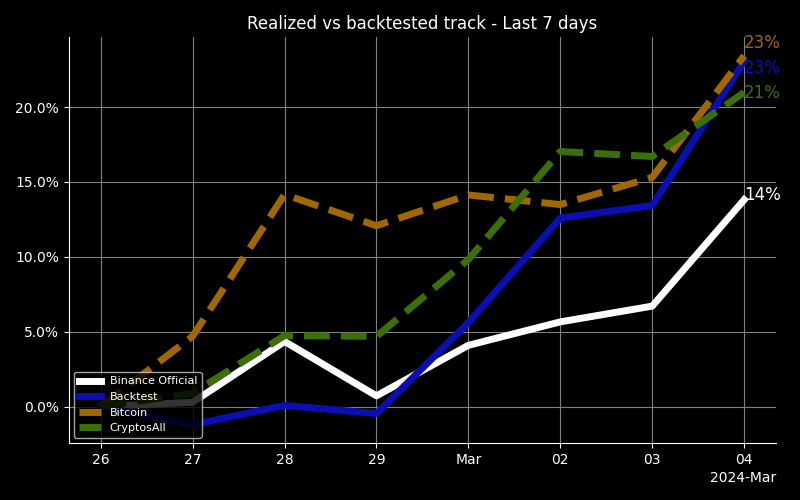 Realized vs backtested track - Last 7 days
23%
23%
21%
14%
20.0%
15.0%
10.0%
5.0%
0.0%
Binance Official
Backtest
Bitcoin
CryptosAll
26 27 28 29 Mar 02 03 04
2024-Mar